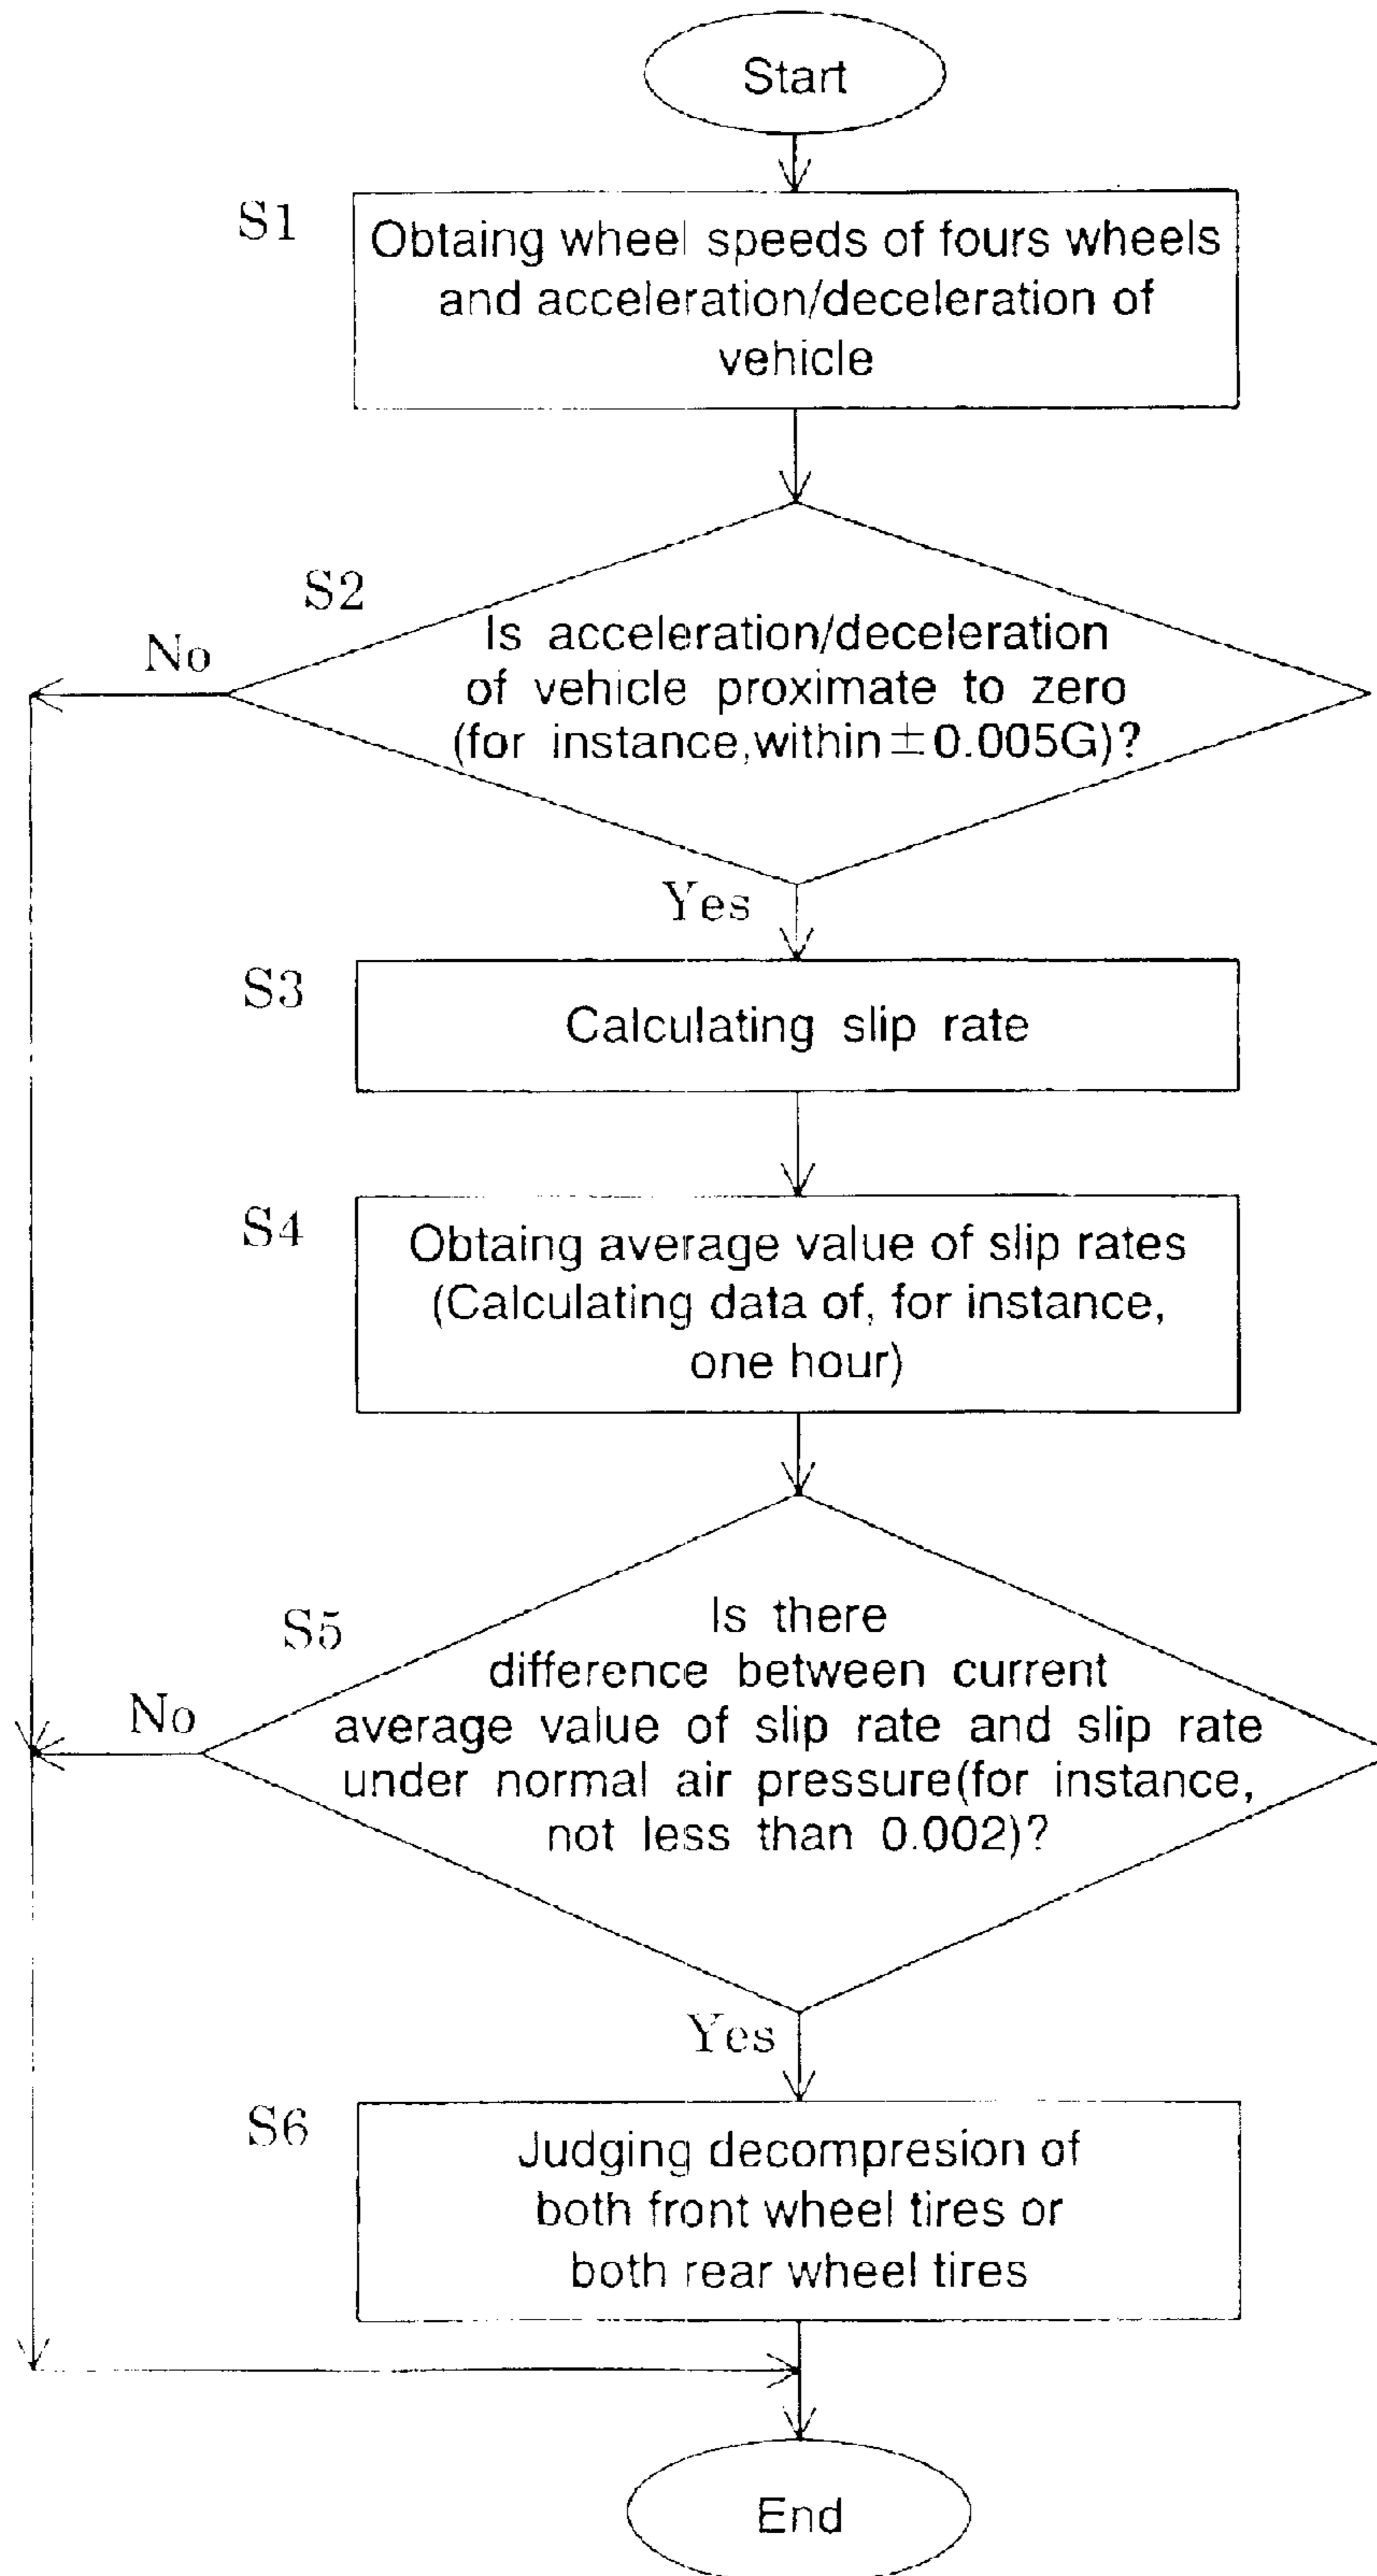 Start
S1
Obtaing wheel speeds of fours wheels
and acceleration/deceleration of
vehicle
S2
No
Is acceleration/deceleration
of vehicle proximate to zero
(for instance,within±0.005G)?
Yes
S3
Calculating slip rate
S4
Obtaing average value of slip rates
(Calculating data of, for instance,
one hour)
S5
No
Is there
difference between current
average value of slip rate and slip rate
under normal air pressure(for instance,
not less than 0.002)?
Yes
S6
Judging decompresion of
both front wheel tires or
both rear wheel tires
End